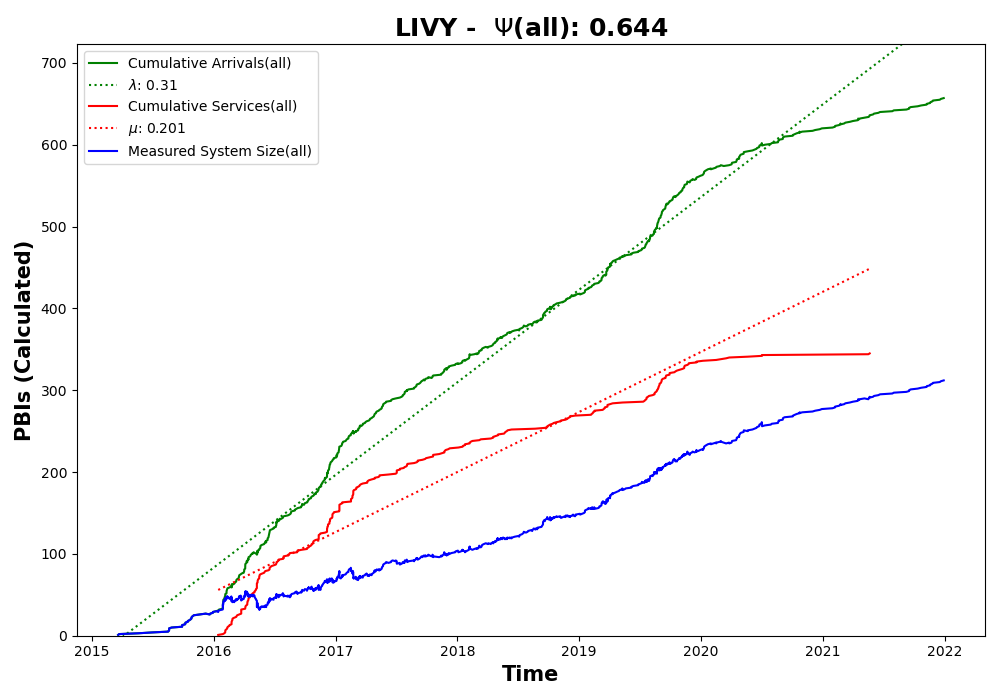 LIVY - Ψ(all): 0.644
Cumulative Arrivals(all)
λ: 0.31
Cumulative Services(all)
μ: 0.201
Measured System Size(all)
PBIs (Calculated)
700
600
500
400
300
200
100
0
2015 2016 2017 2018 2019 2020 2021 2022
Time